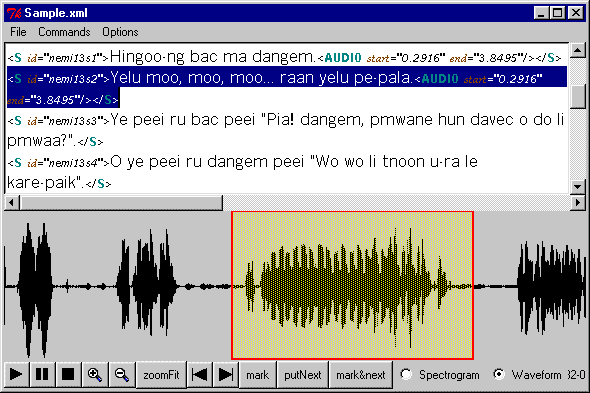 Sample.xml
File Commands Options
<S id="nemi13s1">Hingoo-ng bac ma dangem.<AUDIO start="0.2916" end="3.8495"/></S>
<S id="nemi13s2">Yelu moo, moo, moo... raan yelu pe-pala.<AUDIO start="0.2916"
end="3.8495"/></S>
<S id="nemi13s3">Ye peei ru bac peei "Pia! dangem, pmwane hun davec o do li
pmwaa?".</S>
<S id="nemi13s4">O ye peei ru dangem peei "Wo wo li tnoon u-ra le
kare-paik".</S>
zoomFit mark putNext mark&next Spectrogram Waveform